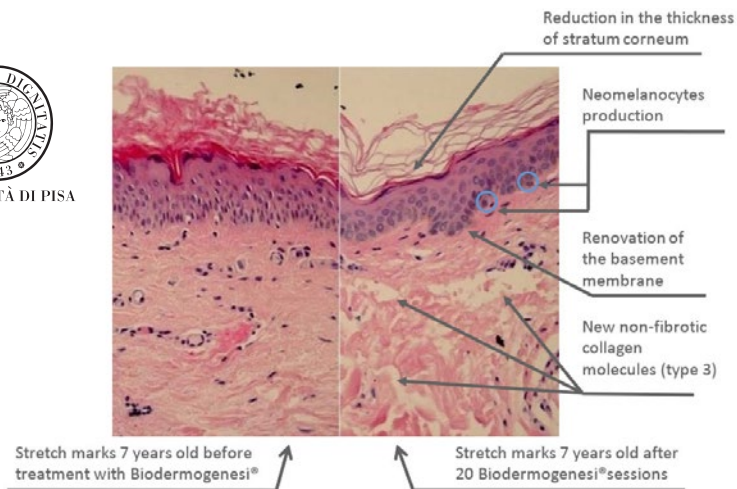 Reduction in the thickness
of stratum corneum
DIGNITATIS
43
TÀ DI PISA
Neomelanocytes
production
Renovation of
the basement
membrane
New non-fibrotic
collagen
molecules (type 3)
Stretch marks 7 years old before
treatment with Biodermogenesi®
Stretch marks 7 years old after
20 Biodermogenesi®sessions